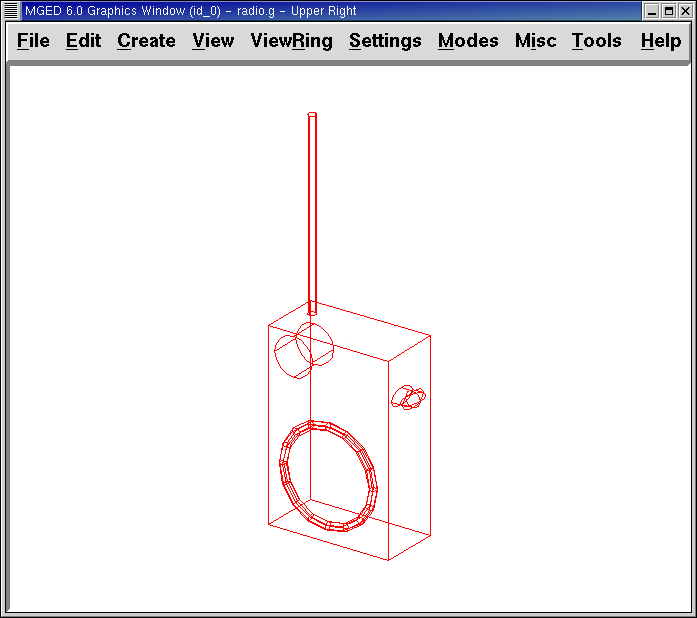 MGED 6.0 Graphics Window (id_0) – radio.g – Upper Right
File Edit Create View ViewRing Settings Modes Misc Tools Help